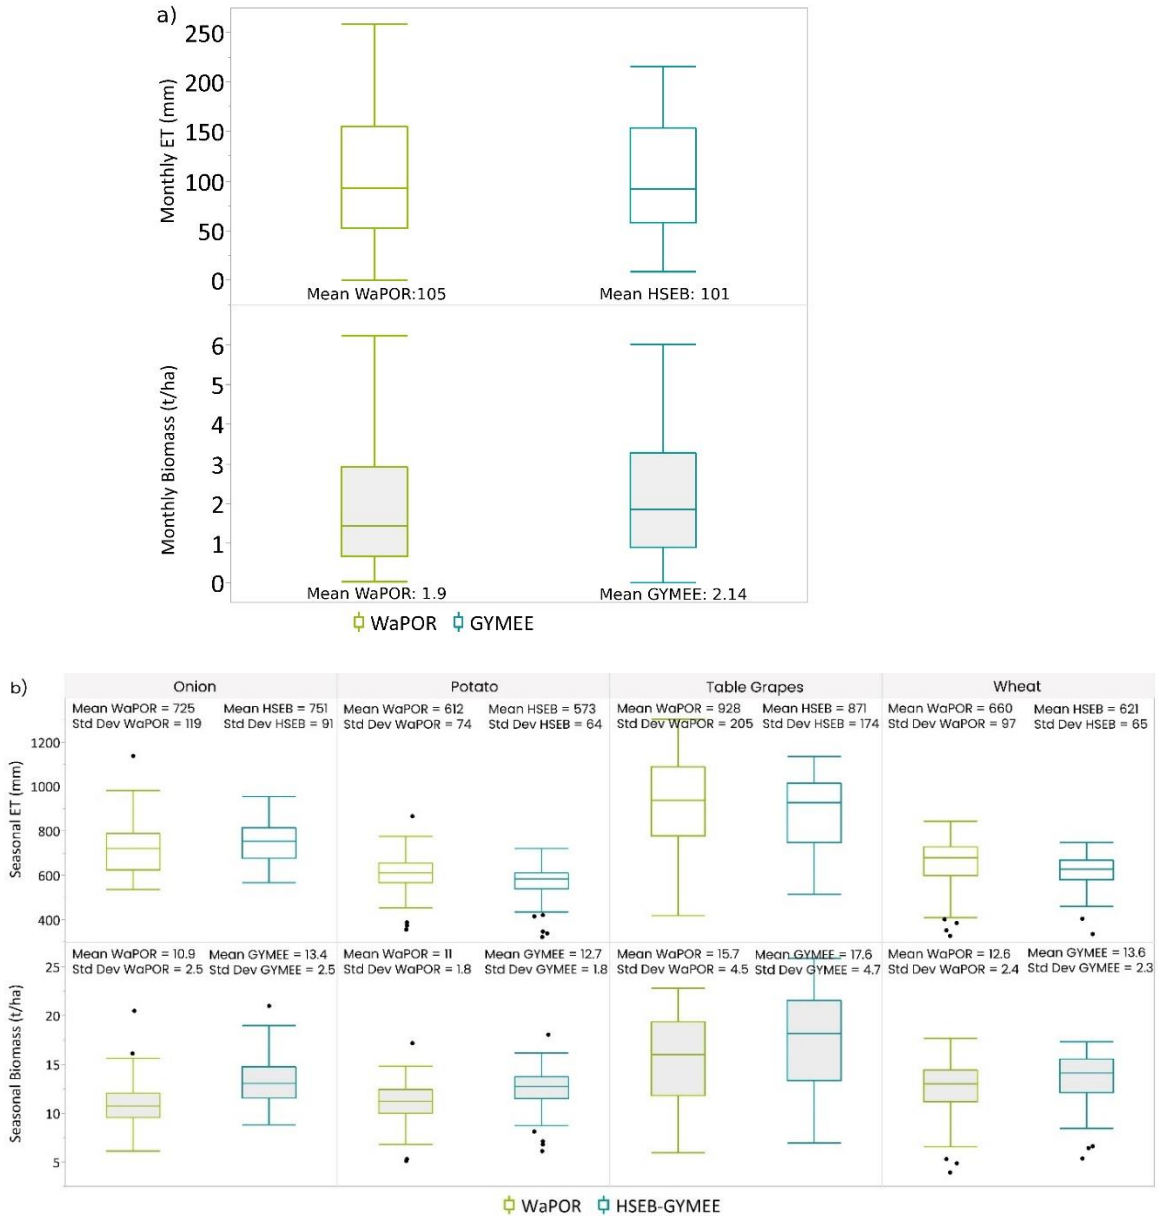 a)
Monthly ET (mm)
250
200
150
100
50
0
Mean WaPOR:105 Mean HSEB: 101
Monthly Biomass (t/ha)
6
5
4
3
2
1
0
Mean WaPOR: 1.9 Mean GYMEE: 2.14
WaPOR GYMEE
b)
Onion Potato Table Grapes Wheat
Mean WaPOR = 725 Mean HSEB = 751 Mean WaPOR = 612 Mean HSEB = 573 Mean WaPOR = 928 Mean HSEB = 871 Mean WaPOR = 660 Mean HSEB = 621
Std Dev WaPOR = 119 Std Dev HSEB = 91 Std Dev WaPOR = 74 Std Dev HSEB = 64 Std Dev WaPOR = 205 Std Dev HSEB = 174 Std Dev WaPOR = 97 Std Dev HSEB = 65
Seasonal ET (mm)
1200
1000
800
600
400
Mean WaPOR = 10.9 Mean GYMEE = 13.4 Mean WaPOR = 11 Mean GYMEE = 12.7 Mean WaPOR = 15.7 Mean GYMEE = 17.6 Mean WaPOR = 12.6 Mean GYMEE = 13.6
Std Dev WaPOR = 2.5 Std Dev GYMEE = 2.5 Std Dev WaPOR = 1.8 Std Dev GYMEE = 1.8 Std Dev WaPOR = 4.5 Std Dev GYMEE = 4.7 Std Dev WaPOR = 2.4 Std Dev GYMEE = 2.3
Seasonal Biomass (t/ha)
25
20
15
10
5
WaPOR HSEB-GYMEE